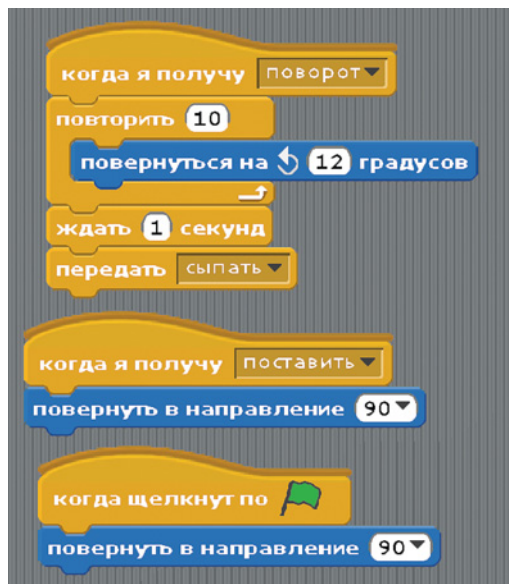 когда я получу поворот
повторить 10
повернуться на 12 градусов
ждать 1 секунд
передать сыпать
когда я получу поставить
повернуть в направление 90
когда щелкнут по
повернуть в направление 90